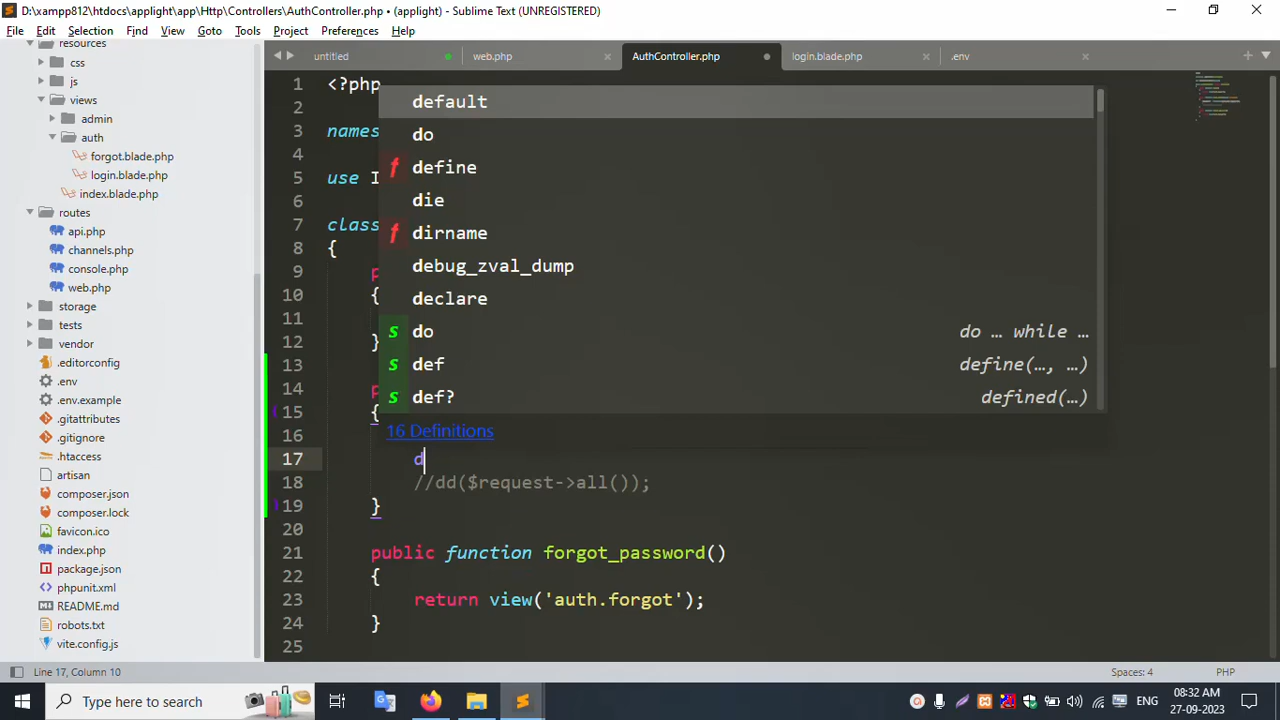 D:\xampp812\htdocs\applight\app\Http\Controllers\AuthController.php • (applight) - Sublime Text (UNREGISTERED)
File Edit Selection Find View Goto Tools Project Preferences Help
resources
css
js
views
admin
auth
forgot.blade.php
login.blade.php
index.blade.php
routes
api.php
channels.php
console.php
web.php
storage
tests
vendor
.editorconfig
.env
.env.example
.gitattributes
.gitignore
.htaccess
artisan
composer.json
composer.lock
favicon.ico
index.php
package.json
phpunit.xml
README.md
robots.txt
vite.config.js
untitled web.php AuthController.php login.blade.php .env
1 <?php
2
3 names
4
5 use I
6
7 class
8 {
9 p
10 {
11
12 }
13
14 p
15 {
16
17 d
18 //dd($request->all());
19 }
20
21 public function forgot_password()
22 {
23 return view('auth.forgot');
24 }
25
default
do
f define
die
f dirname
debug_zval_dump
declare
s do do … while …
s def define(…, …)
s def? defined(…)
16 Definitions
Line 17, Column 10 Spaces: 4 PHP
Type here to search
ENG
08:32 AM
27-09-2023